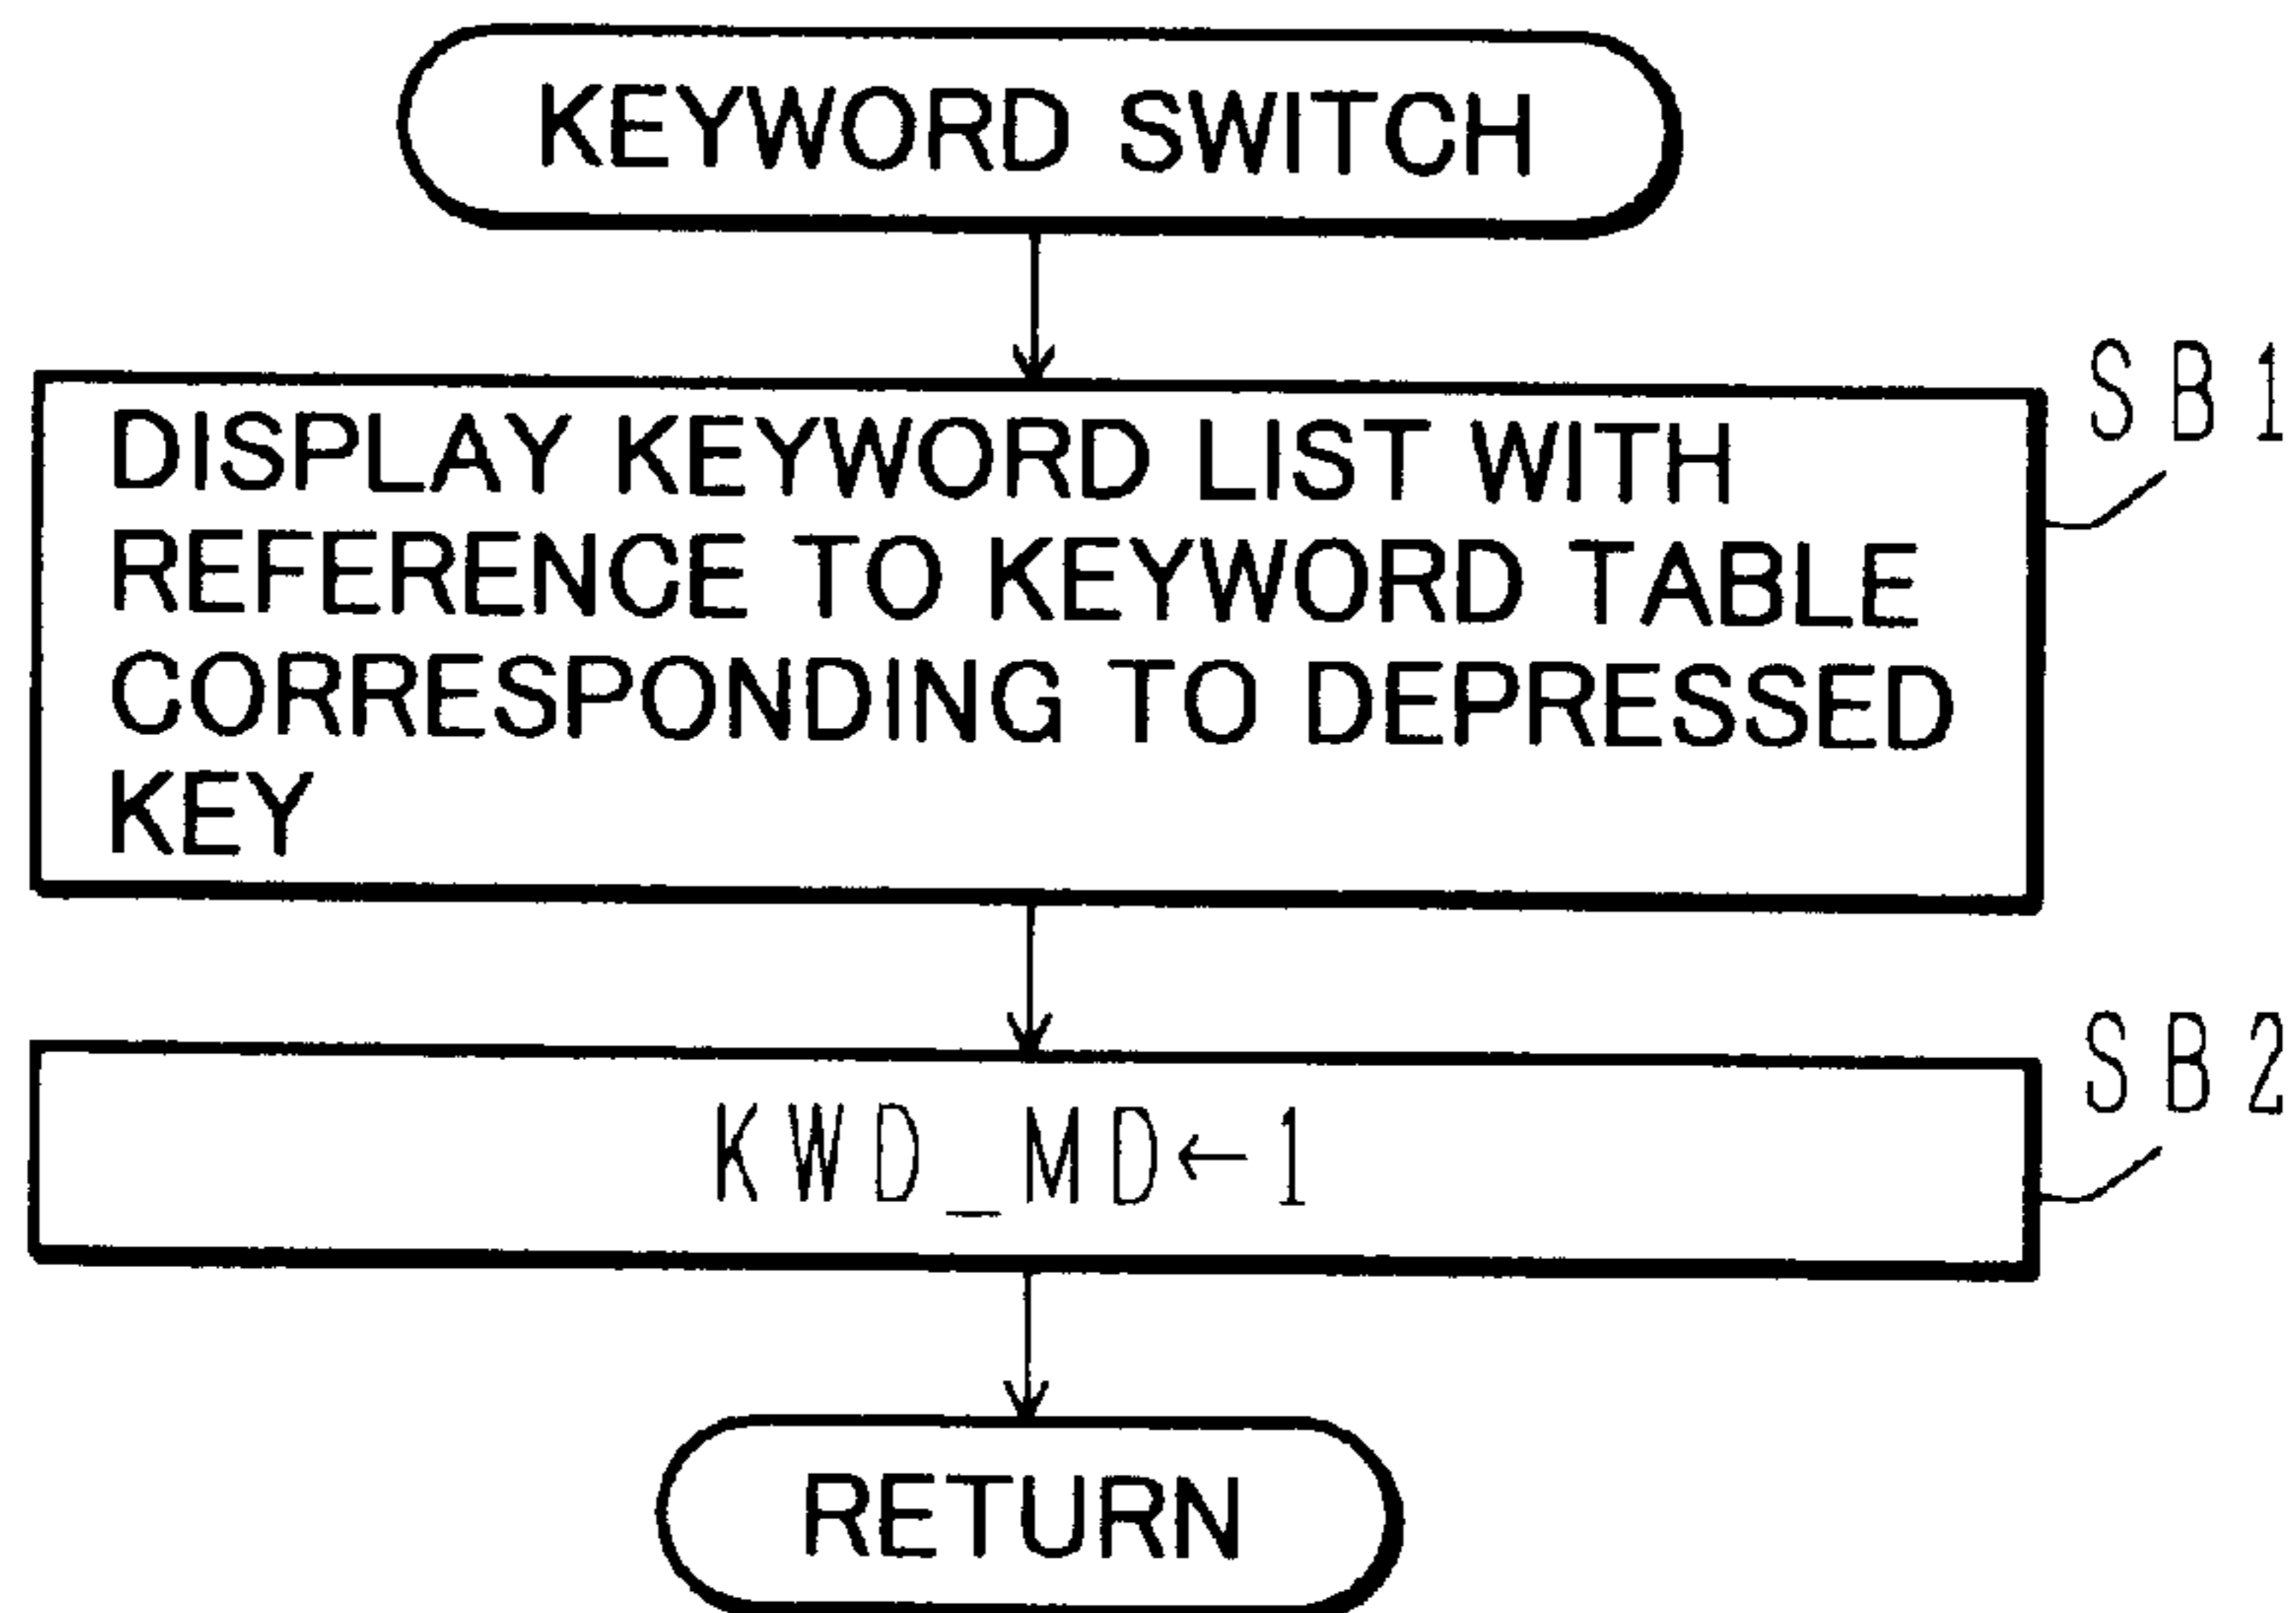 KEYWORD SWITCH
SB1
DISPLAY KEYWORD LIST WITH
REFERENCE TO KEYWORD TABLE
CORRESPONDING TO DEPRESSED
KEY
SB2
KWD_MD←1
RETURN